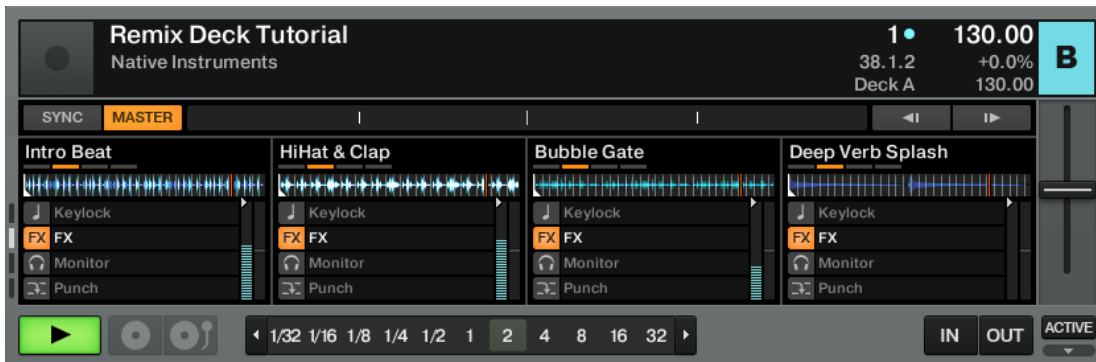 Remix Deck Tutorial 1 130.00 B
Native Instruments 38.1.2 +0.0%
Deck A 130.00
SYNC MASTER
Intro Beat HiHat & Clap Bubble Gate Deep Verb Splash
Keylock Keylock Keylock Keylock
FX FX FX FX FX FX FX FX
Monitor Monitor Monitor Monitor
Punch Punch Punch Punch
1/32 1/16 1/8 1/4 1/2 1 2 4 8 16 32 IN OUT ACTIVE